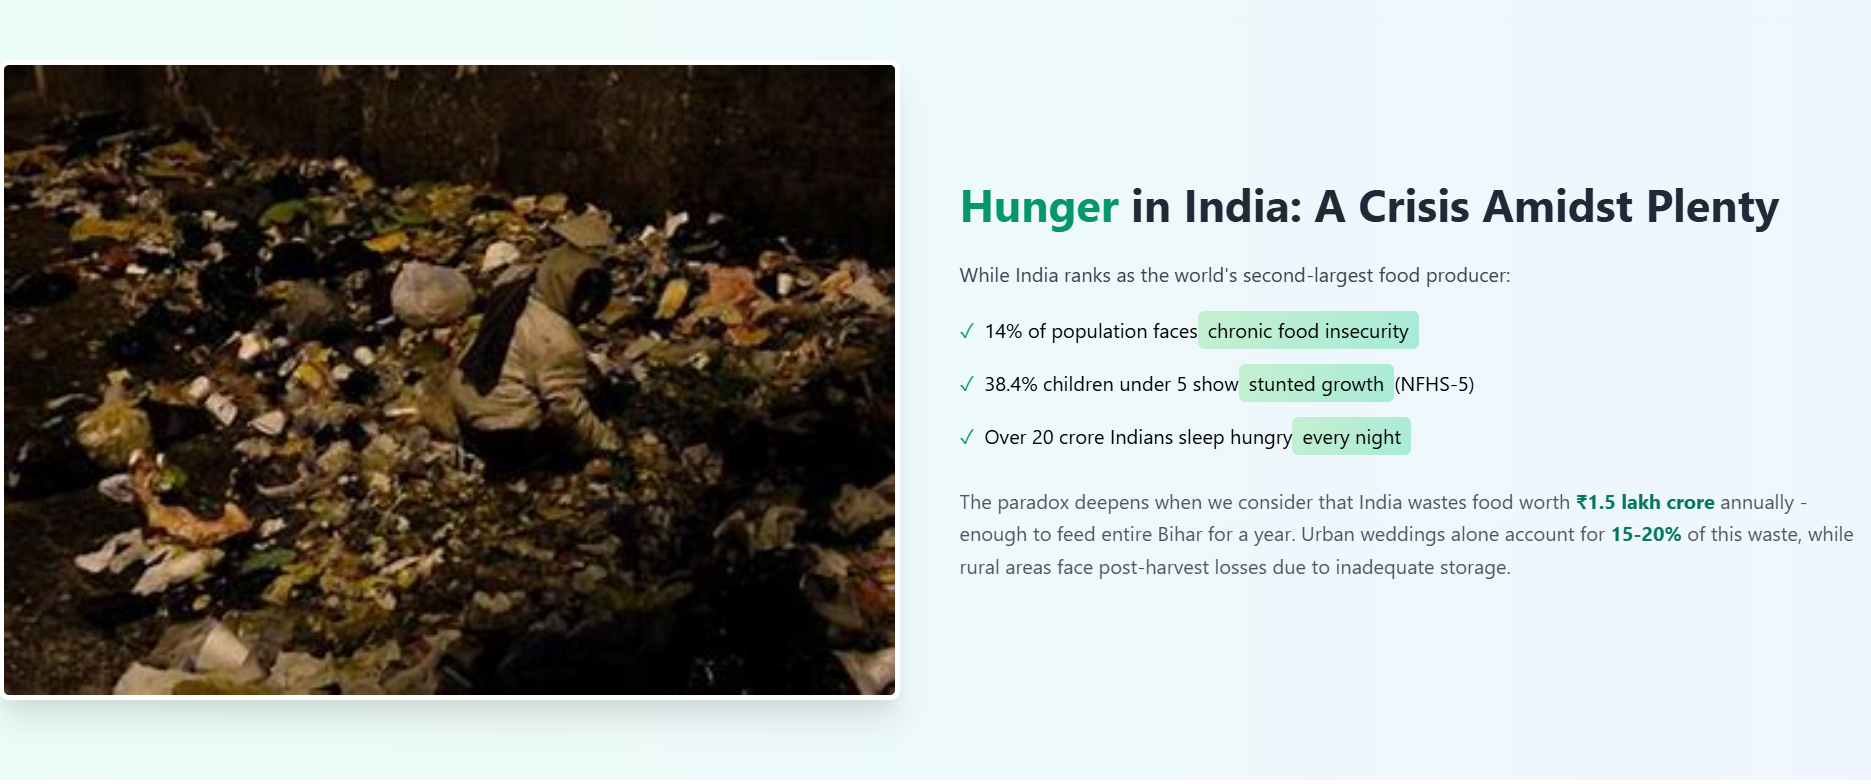 Hunger in India: A Crisis Amidst Plenty
While India ranks as the world's second-largest food producer:
✓ 14% of population faces chronic food insecurity
✓ 38.4% children under 5 show stunted growth (NFHS-5)
✓ Over 20 crore Indians sleep hungry every night
The paradox deepens when we consider that India wastes food worth ₹1.5 lakh crore annually -
enough to feed entire Bihar for a year. Urban weddings alone account for 15-20% of this waste, while
rural areas face post-harvest losses due to inadequate storage.